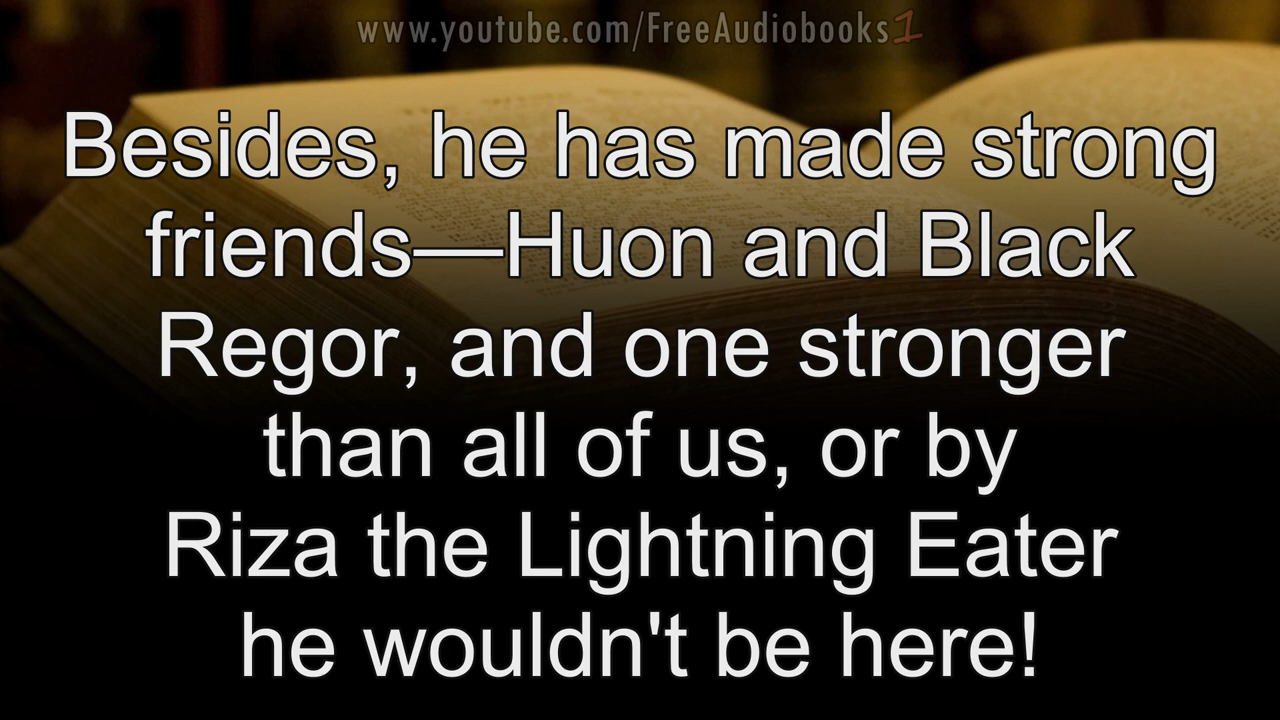 www.youtube.com/FreeAudiobooks1
Besides, he has made strong
friends—Huon and Black
Regor, and one stronger
than all of us, or by
Riza the Lightning Eater
he wouldn't be here!